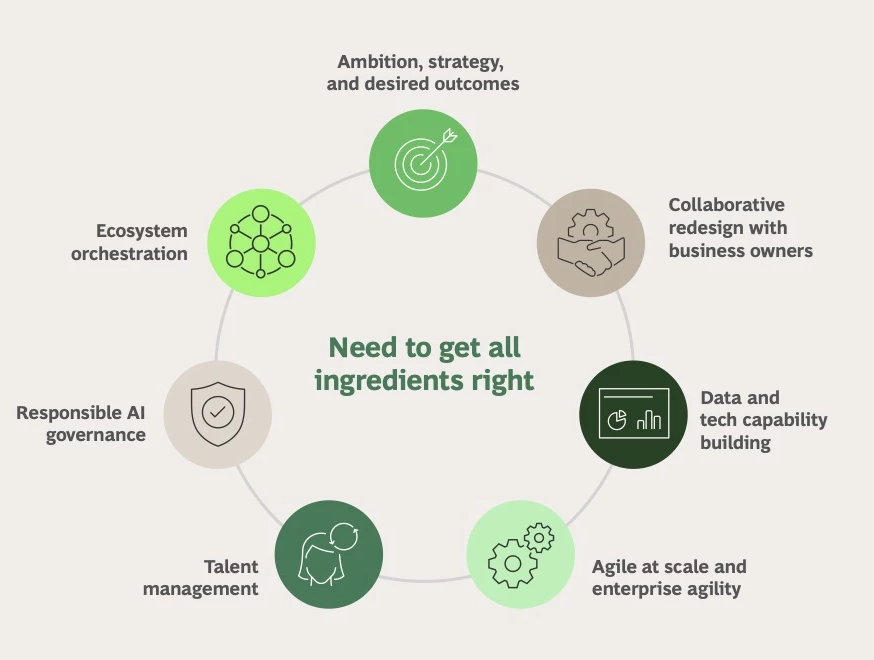 Ambition, strategy,
and desired outcomes
Collaborative
redesign with
business owners
Data and
tech capability
building
Agile at scale and
enterprise agility
Talent
management
Responsible AI
governance
Ecosystem
orchestration
Need to get all
ingredients right